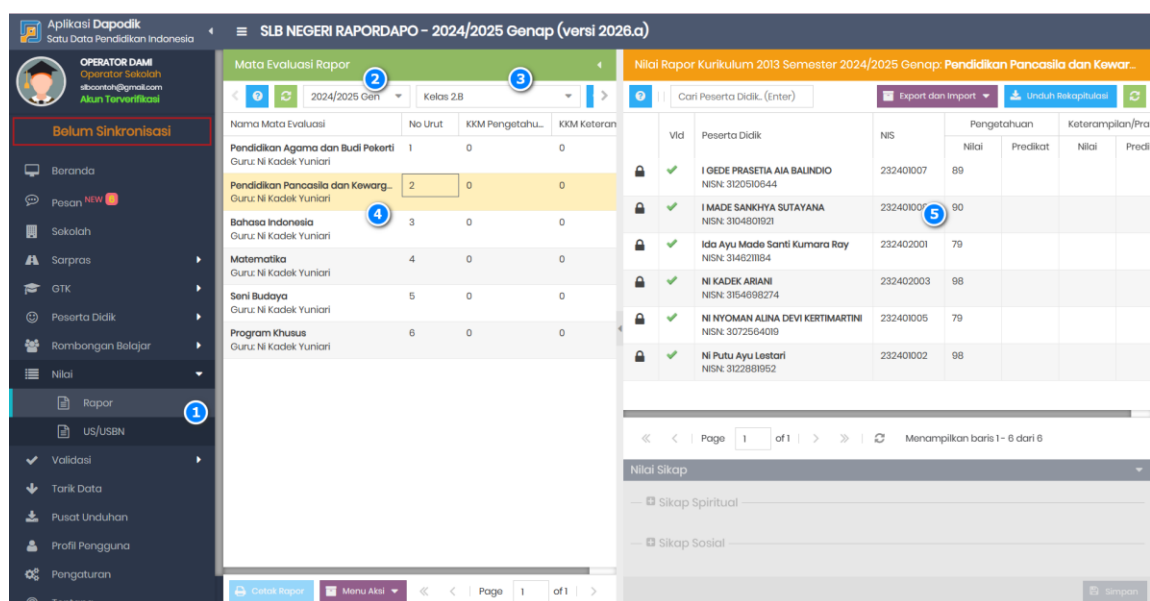 Aplikasi Dapodik
Satu Data Pendidikan Indonesia
SLB NEGERI RAPORDAPO - 2024/2025 Genap (versi 2026.a)
OPERATOR DAMI
Operator Sekolah
slbcontoh@gmail.com
Akun Terverifikasi
Belum Sinkronisasi
Beranda
Pesan NEW 6
Sekolah
Sarpras
GTK
Peserta Didik
Rombongan Belajar
Nilai
Rapor
1
US/USBN
Validasi
Tarik Data
Pusat Unduhan
Profil Pengguna
Pengaturan
Tentang
Mata Evaluasi Rapor
2
3
2024/2025 Gen
Kelas 2.B
Nama Mata Evaluasi No Urut KKM Pengetahu... KKM Keteran
Pendidikan Agama dan Budi Pekerti 1 0 0
Guru: Ni Kadek Yuniari
Pendidikan Pancasila dan Kewarg... 2 0 0
Guru: Ni Kadek Yuniari
4
Bahasa Indonesia 3 0 0
Guru: Ni Kadek Yuniari
Matematika 4 0 0
Guru: Ni Kadek Yuniari
Seni Budaya 5 0 0
Guru: Ni Kadek Yuniari
Program Khusus 6 0 0
Guru: Ni Kadek Yuniari
Cetak Rapor Menu Aksi Page 1 of 1
Nilai Rapor Kurikulum 2013 Semester 2024/2025 Genap: Pendidikan Pancasila dan Kewar...
Cari Peserta Didik.. (Enter) Export dan Import Unduh Rekapitulasi
Vld Peserta Didik NIS Pengetahuan Keterampilan/Pra
Nilai Predikat Nilai Predi
I GEDE PRASETIA AIA BALINDIO 232401007 89
NISN: 3120510644
I MADE SANKHYA SUTAYANA 23240100 5 90
NISN: 3104801921
Ida Ayu Made Santi Kumara Ray 232402001 79
NISN: 3146211184
NI KADEK ARIANI 232402003 98
NISN: 3154698274
NI NYOMAN ALINA DEVI KERTIMARTINI 232401005 79
NISN: 3072564019
Ni Putu Ayu Lestari 232401002 98
NISN: 3122881952
Page 1 of 1 Menampilkan baris 1 - 6 dari 6
Nilai Sikap
Sikap Spiritual
Sikap Sosial
Simpan